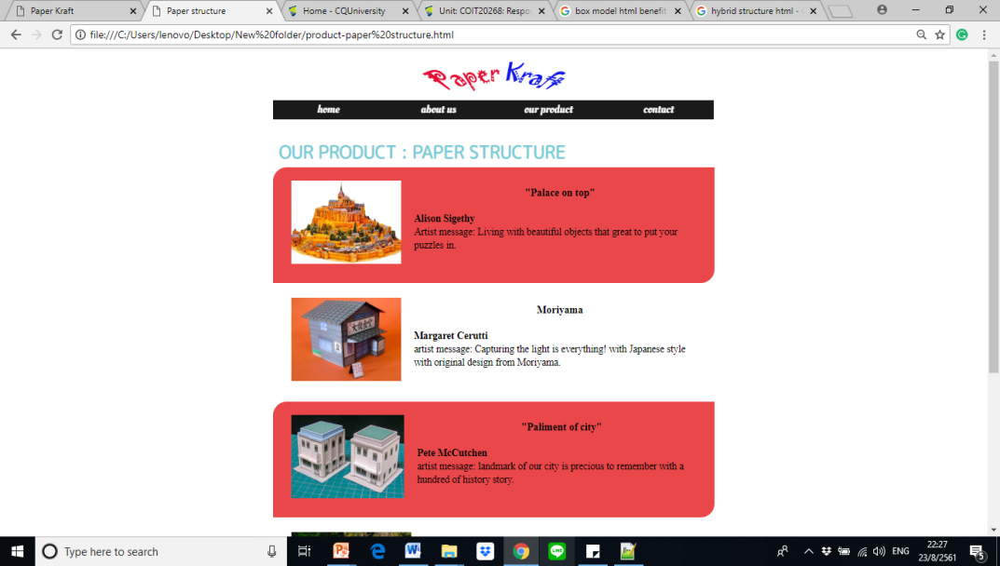 Paper Kraft
Paper structure
Home - CQUniversity
Unit: COIT20268: Respo
box model html benefit
hybrid structure html -
file:///C:/Users/lenovo/Desktop/New%20folder/product-paper%20structure.html
Paper Kraft
home about us our product contact
OUR PRODUCT : PAPER STRUCTURE
"Palace on top"
Alison Sigethy
Artist message: Living with beautiful objects that great to put your
puzzles in.
Moriyama
Margaret Cerutti
artist message: Capturing the light is everything! with Japanese style
with original design from Moriyama.
"Paliment of city"
Pete McCutchen
artist message: landmark of our city is precious to remember with a
hundred of history story.
Type here to search
ENG
22:27
23/8/2561
5